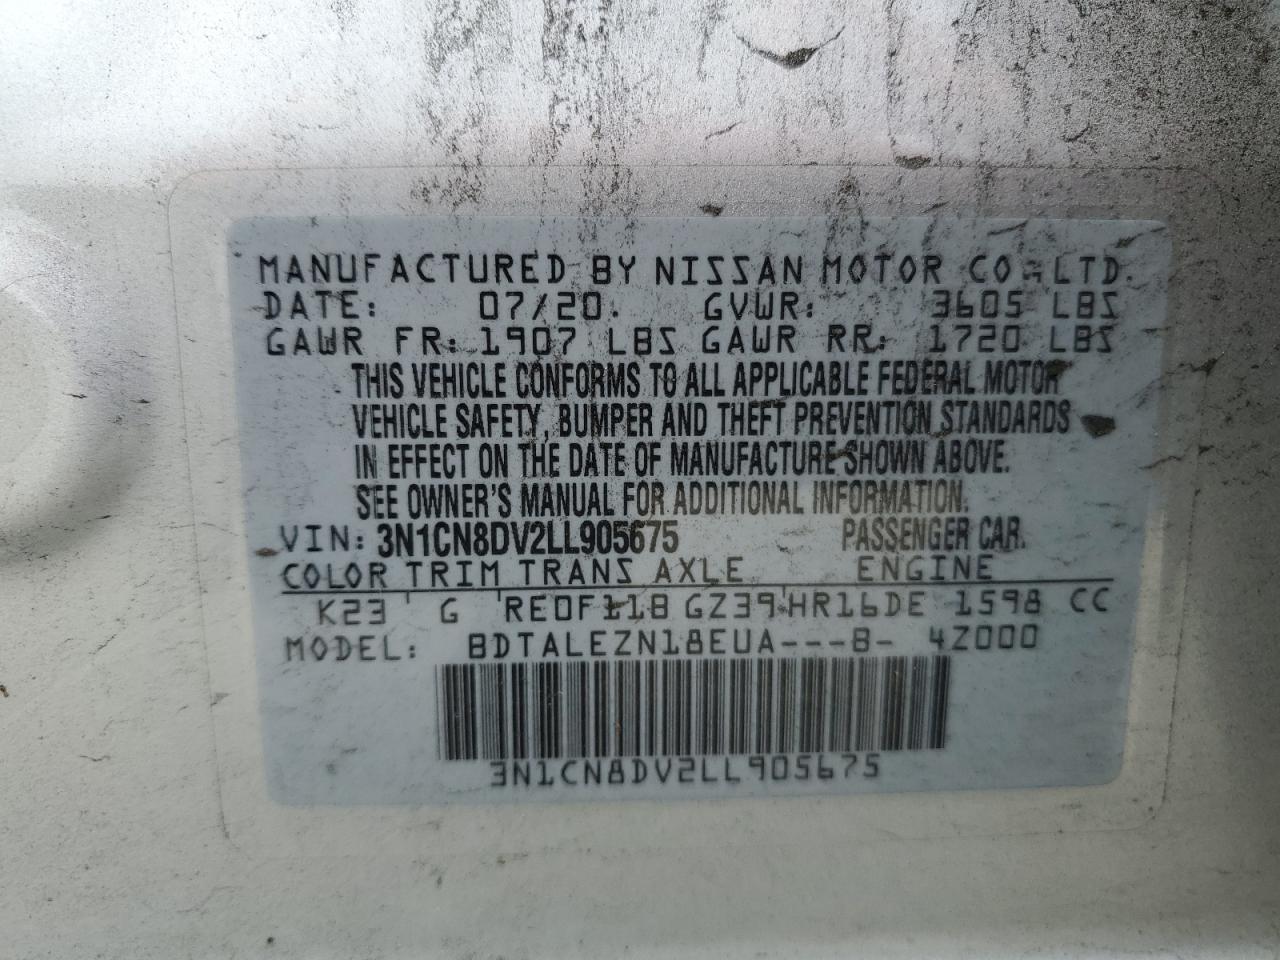 MANUFACTURED BY NISSAN MOTOR CO., LTD.
DATE: 07/20. GVWR: 3605 LBS
GAWR FR: 1907 LBS GAWR RR: 1720 LBS
THIS VEHICLE CONFORMS TO ALL APPLICABLE FEDERAL MOTOR
VEHICLE SAFETY, BUMPER AND THEFT PREVENTION STANDARDS
IN EFFECT ON THE DATE OF MANUFACTURE SHOWN ABOVE.
SEE OWNER'S MANUAL FOR ADDITIONAL INFORMATION.
VIN: 3N1CN8DV2LL905675 PASSENGER CAR.
COLOR TRIM TRANS AXLE ENGINE
K23 G RE0F11B GZ39 HR16DE 1598 CC
MODEL: BDTALEZN18EUA---B- 4Z000
3N1CN8DV2LL905675